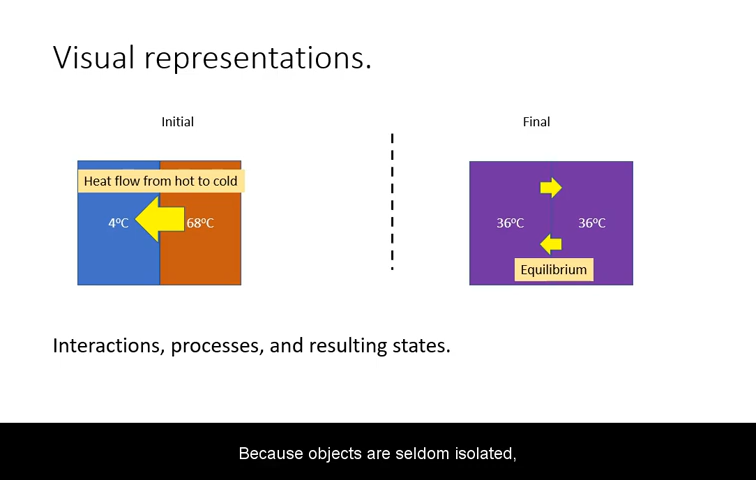 Visual representations.
Initial
Final
Heat flow from hot to cold
4ºC
68ºC
36ºC
36ºC
Equilibrium
Interactions, processes, and resulting states.
Because objects are seldom isolated,